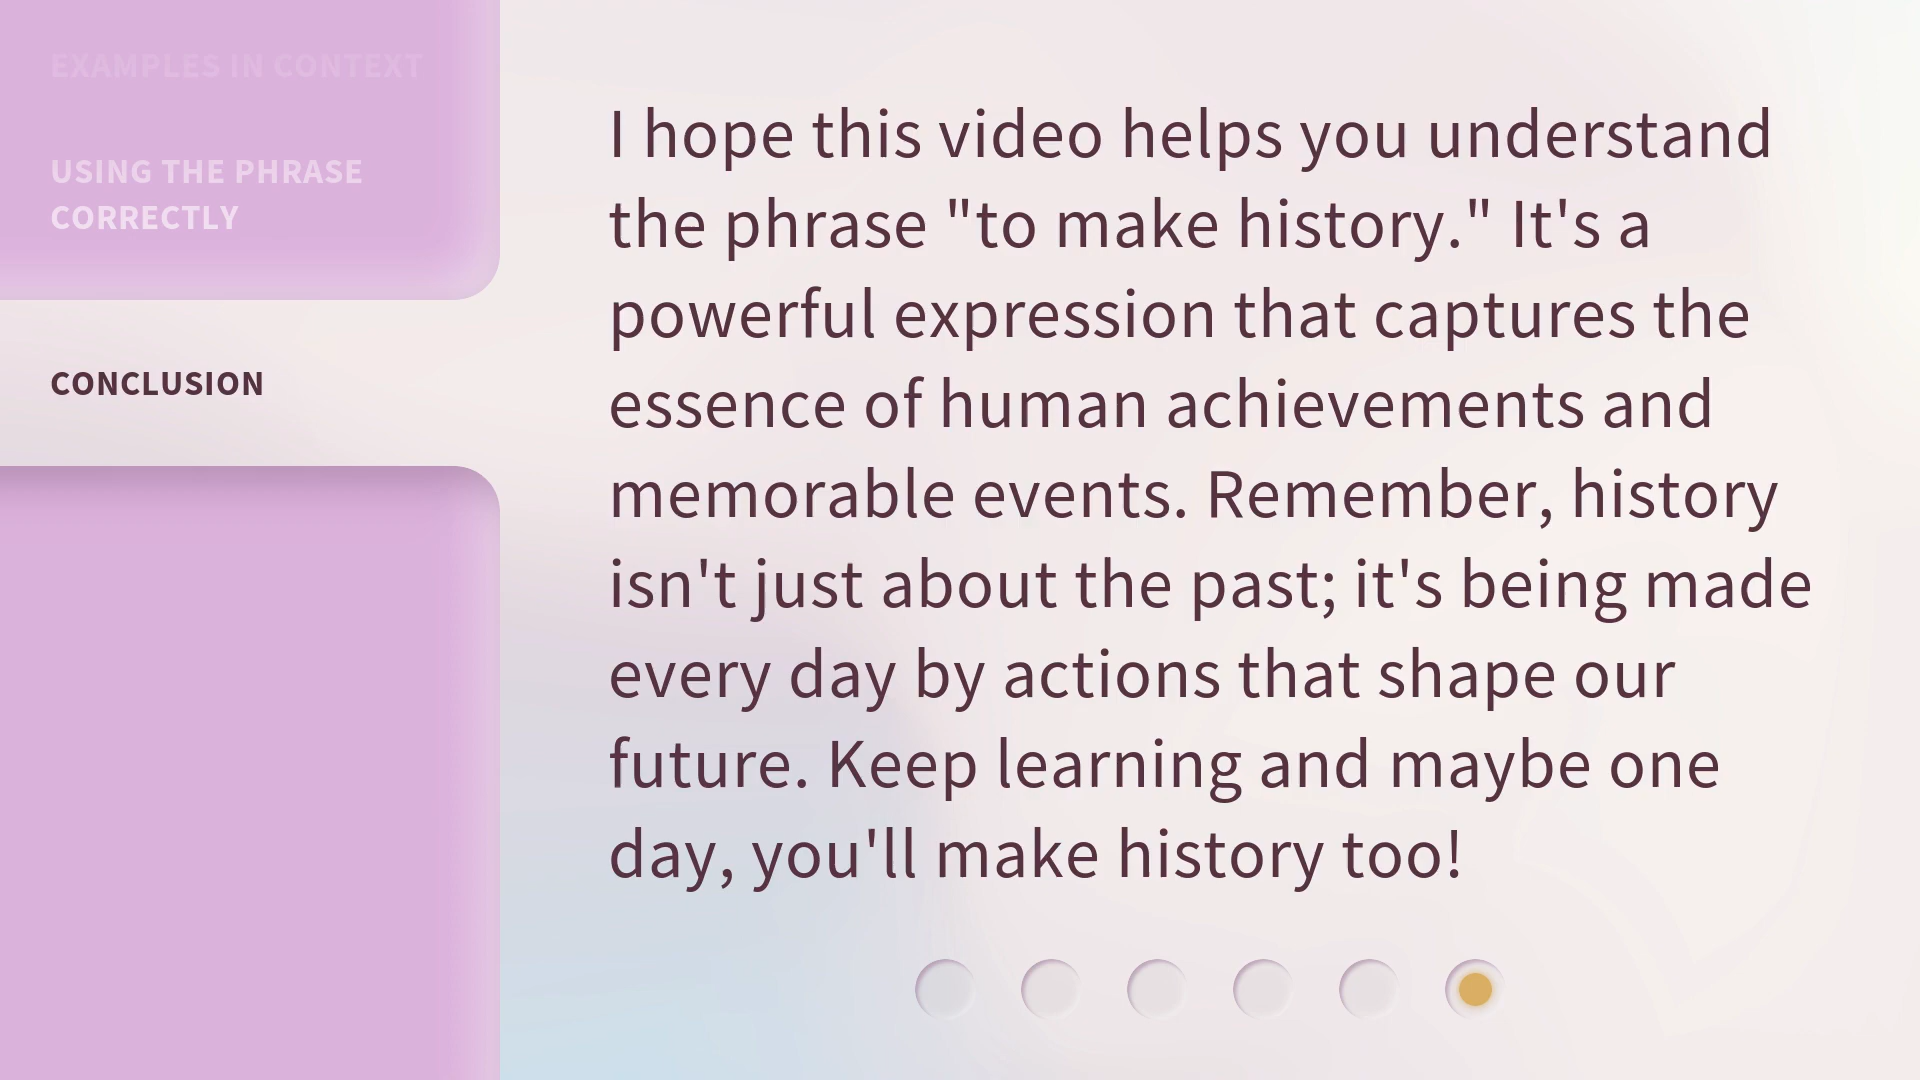 EXAMPLES IN CONTEXT
USING THE PHRASE
CORRECTLY
CONCLUSION
I hope this video helps you understand
the phrase "to make history." It's a
powerful expression that captures the
essence of human achievements and
memorable events. Remember, history
isn't just about the past; it's being made
every day by actions that shape our
future. Keep learning and maybe one
day, you'll make history too!